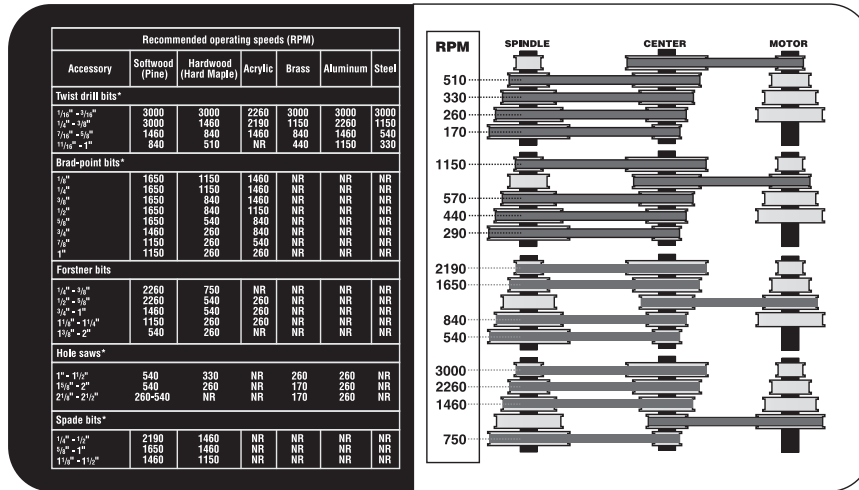 Recommended operating speeds (RPM)
Accessory Softwood (Pine) Hardwood (Hard Maple) Acrylic Brass Aluminum Steel
Twist drill bits*
1/16" - 3/16" 3000 3000 2260 3000 3000 3000
1/4" - 3/8" 3000 1460 2190 1150 2260 1150
7/16" - 5/8" 1460 840 1460 840 1460 540
11/16" - 1" 840 510 NR 440 1150 330
Brad-point bits*
1/8" 1650 1150 1460 NR NR NR
1/4" 1650 1150 1460 NR NR NR
3/8" 1650 840 1460 NR NR NR
1/2" 1650 840 1150 NR NR NR
5/8" 1650 540 840 NR NR NR
3/4" 1460 260 840 NR NR NR
7/8" 1150 260 540 NR NR NR
1" 1150 260 260 NR NR NR
Forstner bits
1/4" - 3/8" 2260 750 NR NR NR NR
1/2" - 5/8" 2260 540 260 NR NR NR
3/4" - 1" 1460 540 260 NR NR NR
1 1/8" - 1 1/4" 1150 260 260 NR NR NR
1 3/8" - 2" 540 260 NR NR NR NR
Hole saws*
1" - 1 1/2" 540 330 NR 260 260 NR
1 5/8" - 2" 540 260 NR 170 260 NR
2 1/8" - 2 1/2" 260-540 NR NR 170 260 NR
Spade bits*
1/4" - 1/2" 2190 1460 NR NR NR NR
5/8" - 1" 1650 1460 NR NR NR NR
1 1/8" - 1 1/2" 1460 1150 NR NR NR NR
RPM SPINDLE CENTER MOTOR
510
330
260
170
1150
570
440
290
2190
1650
840
540
3000
2260
1460
750